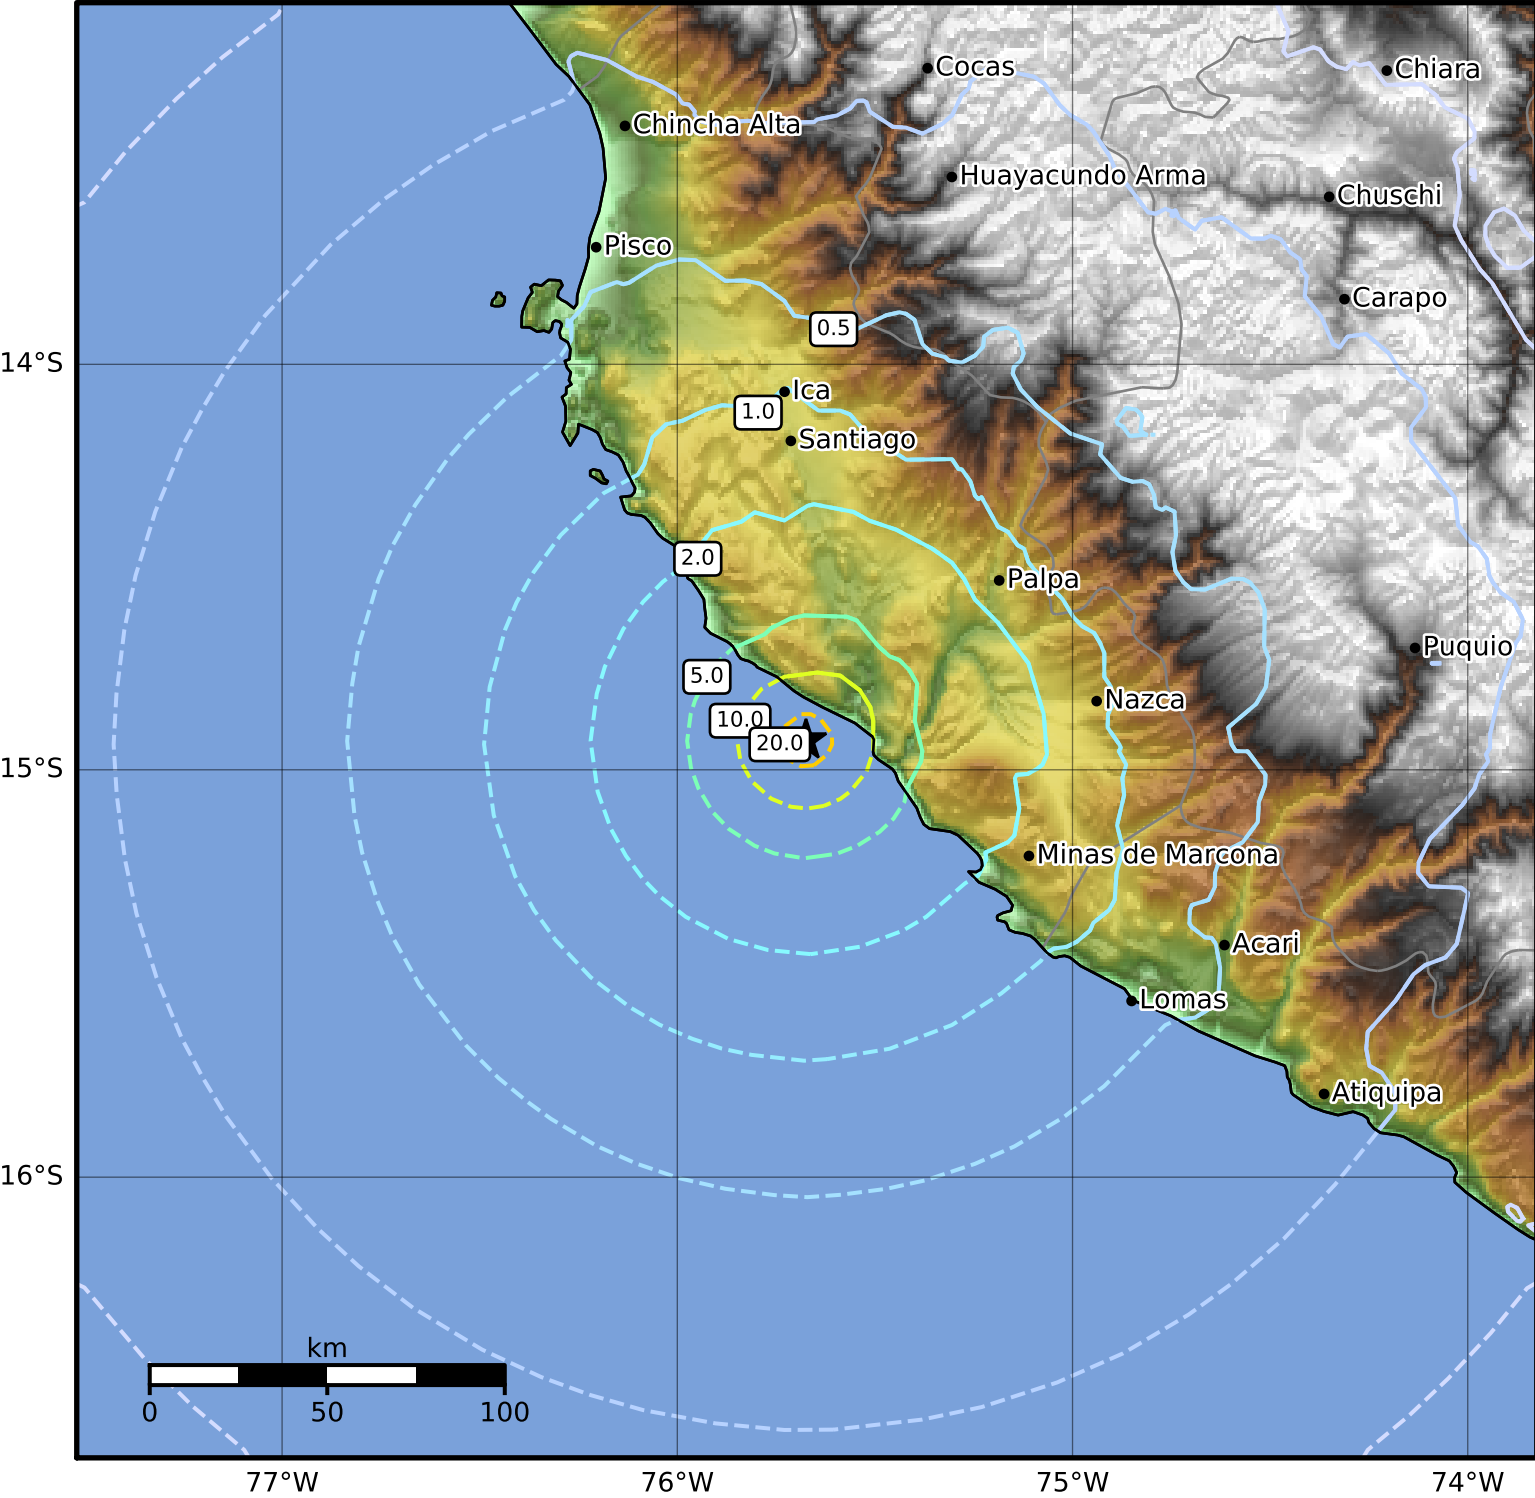 Cocas
Chiara
Chincha Alta
Huayacundo Arma
Chuschi
Pisco
Carapo
0.5
14°S
Ica
1.0
Santiago
2.0
Palpa
Puquio
5.0
Nazca
10.0
20.0
15°S
Minas de Marcona
Acari
Lomas
Atiquipa
16°S
km
0 50 100
77°W 76°W 75°W 74°W